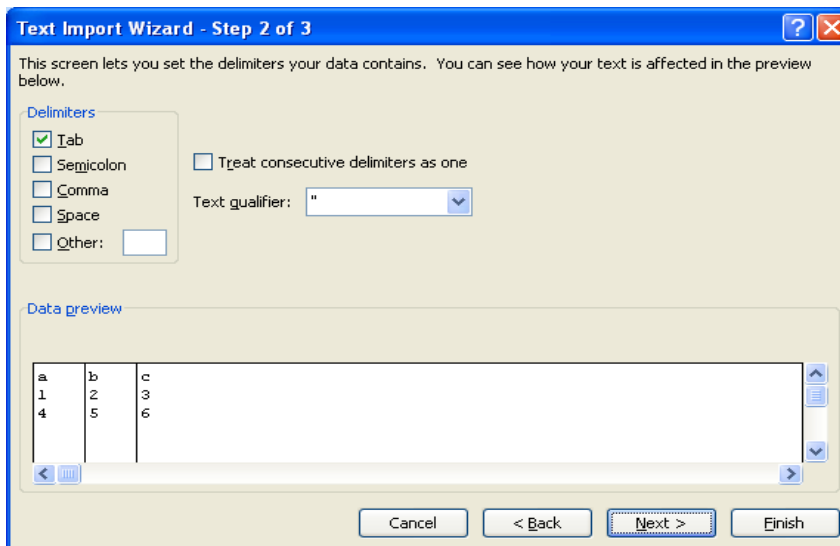 Text Import Wizard - Step 2 of 3
This screen lets you set the delimiters your data contains. You can see how your text is affected in the preview
below.
Delimiters
Tab
Semicolon
Comma
Space
Other:
Treat consecutive delimiters as one
Text qualifier: "
Data preview
a b c
1 2 3
4 5 6
Cancel < Back Next > Finish